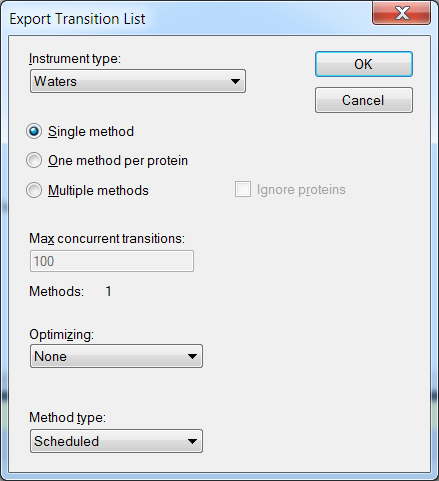 Export Transition List
Instrument type:
Waters
OK
Cancel
Single method
One method per protein
Multiple methods
Ignore proteins
Max concurrent transitions:
100
Methods: 1
Optimizing:
None
Method type:
Scheduled